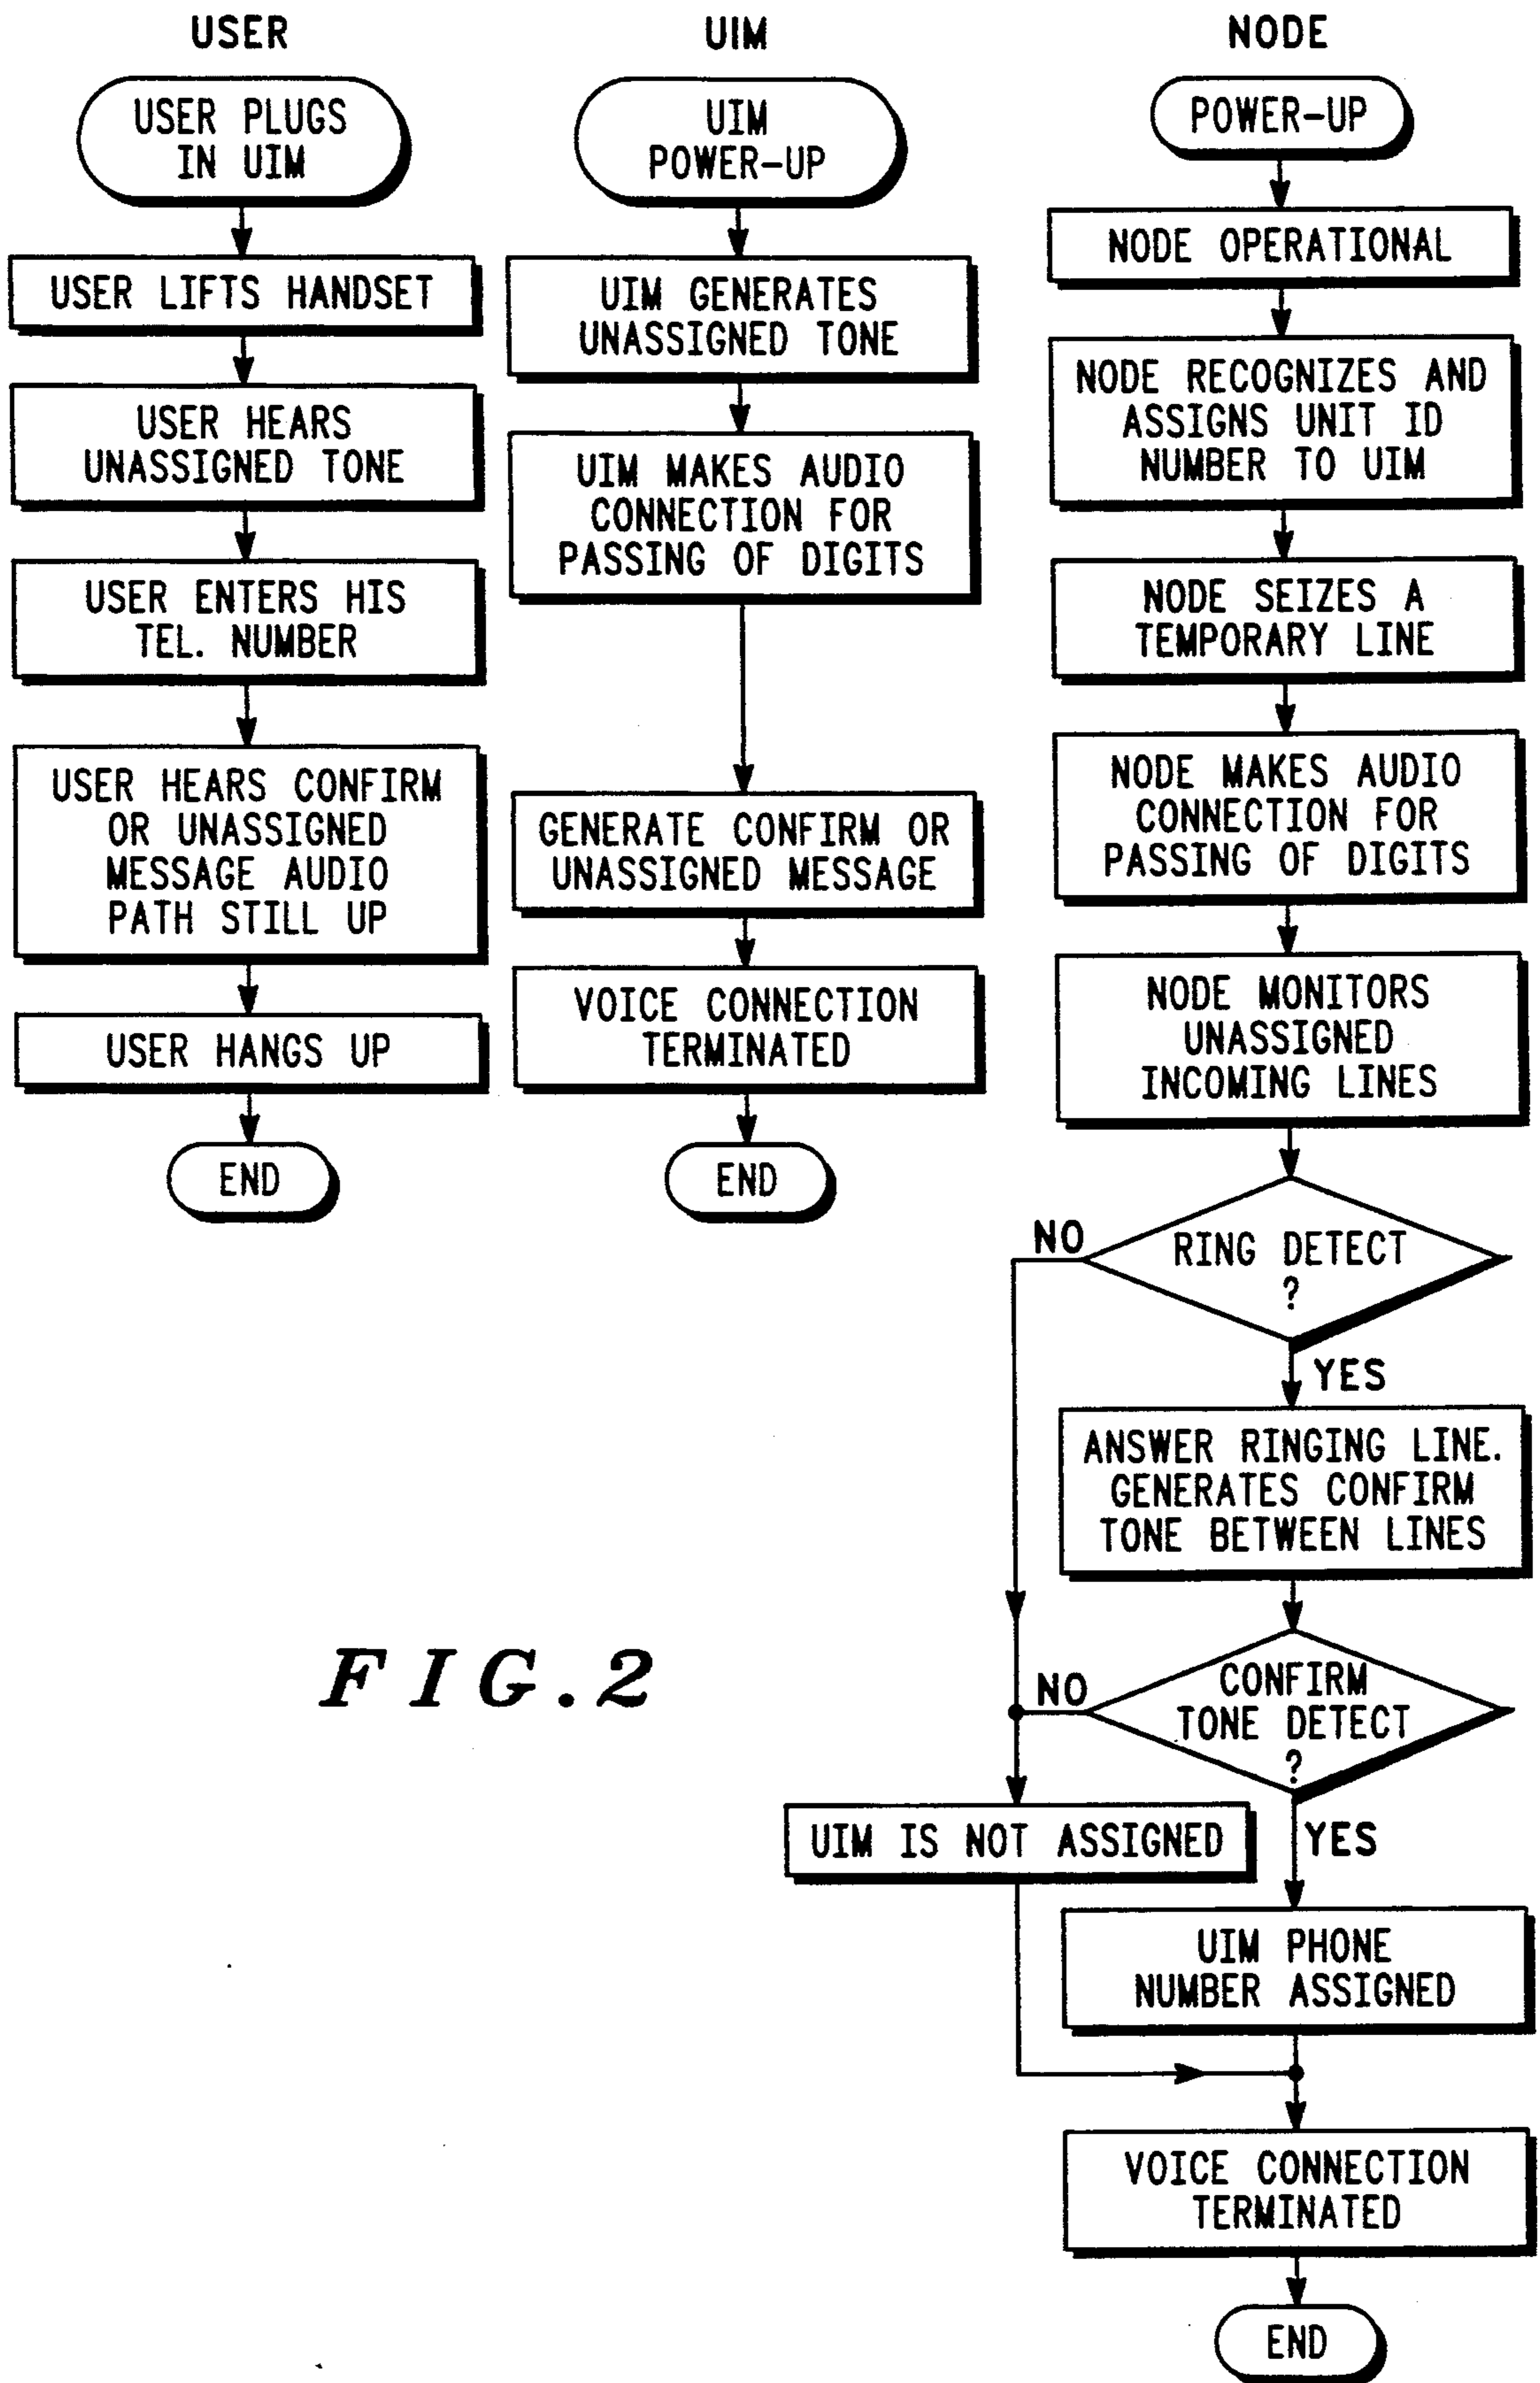 USER
USER PLUGS
IN UIM
USER LIFTS HANDSET
USER HEARS
UNASSIGNED TONE
USER ENTERS HIS
TEL. NUMBER
USER HEARS CONFIRM
OR UNASSIGNED
MESSAGE AUDIO
PATH STILL UP
USER HANGS UP
END
UIM
UIM
POWER-UP
UIM GENERATES
UNASSIGNED TONE
UIM MAKES AUDIO
CONNECTION FOR
PASSING OF DIGITS
GENERATE CONFIRM OR
UNASSIGNED MESSAGE
VOICE CONNECTION
TERMINATED
END
NODE
POWER-UP
NODE OPERATIONAL
NODE RECOGNIZES AND
ASSIGNS UNIT ID
NUMBER TO UIM
NODE SEIZES A
TEMPORARY LINE
NODE MAKES AUDIO
CONNECTION FOR
PASSING OF DIGITS
NODE MONITORS
UNASSIGNED
INCOMING LINES
RING DETECT
?
NO
YES
ANSWER RINGING LINE.
GENERATES CONFIRM
TONE BETWEEN LINES
CONFIRM
TONE DETECT
?
NO
YES
UIM IS NOT ASSIGNED
UIM PHONE
NUMBER ASSIGNED
VOICE CONNECTION
TERMINATED
END
FIG.2